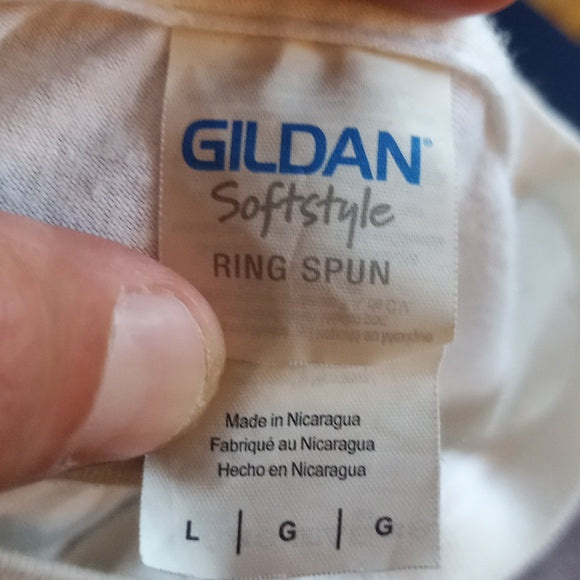 GILDAN®
Softstyle
RING SPUN
Made in Nicaragua
Fabriqué au Nicaragua
Hecho en Nicaragua
L | G | G